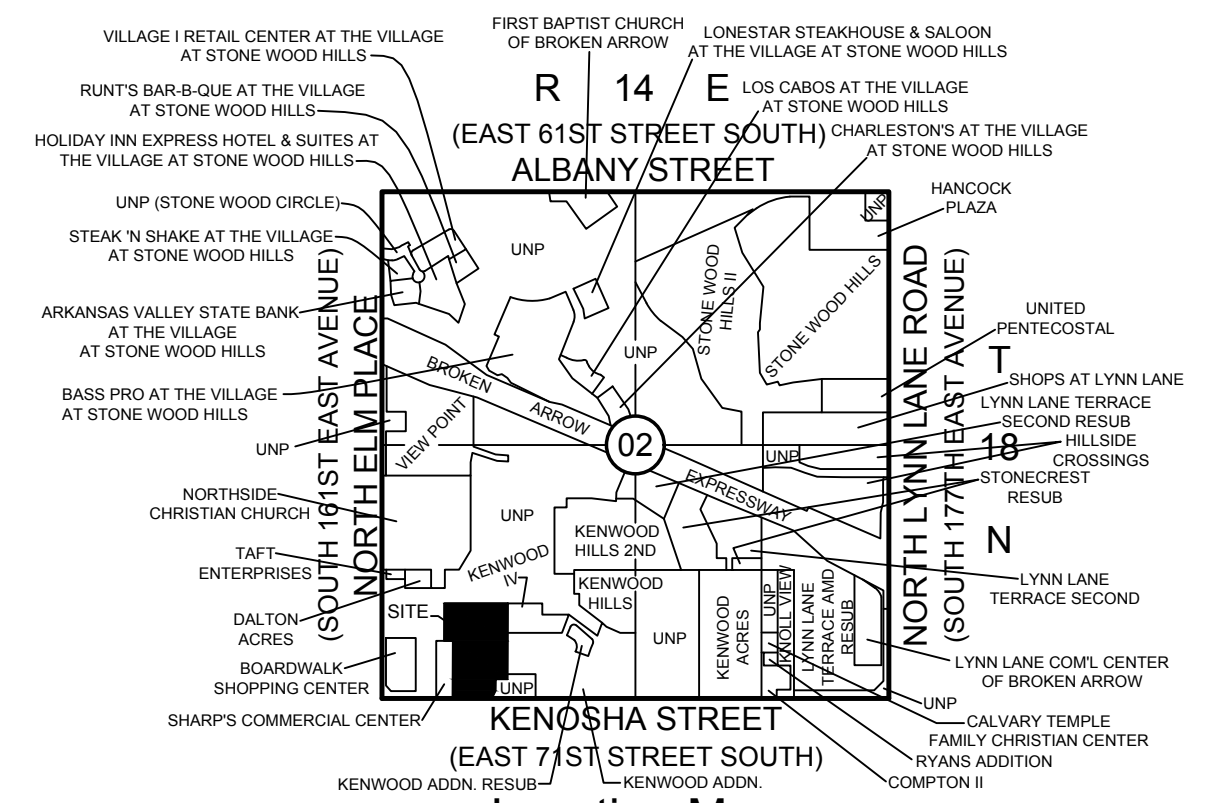 VILLAGE I RETAIL CENTER AT THE VILLAGE
AT STONE WOOD HILLS
FIRST BAPTIST CHURCH
OF BROKEN ARROW
LONESTAR STEAKHOUSE & SALOON
AT THE VILLAGE AT STONE WOOD HILLS
RUNT'S BAR-B-QUE AT THE VILLAGE
AT STONE WOOD HILLS
R 14 E
LOS CABOS AT THE VILLAGE
AT STONE WOOD HILLS
HOLIDAY INN EXPRESS HOTEL & SUITES AT
THE VILLAGE AT STONE WOOD HILLS
(EAST 61ST STREET SOUTH)
ALBANY STREET
CHARLESTON'S AT THE VILLAGE
AT STONE WOOD HILLS
UNP (STONE WOOD CIRCLE)
STEAK 'N SHAKE AT THE VILLAGE
AT STONE WOOD HILLS
HANCOCK
PLAZA
ARKANSAS VALLEY STATE BANK
AT THE VILLAGE
AT STONE WOOD HILLS
BASS PRO AT THE VILLAGE
AT STONE WOOD HILLS
UNP
NORTHSIDE
CHRISTIAN CHURCH
TAFT
ENTERPRISES
DALTON
ACRES
BOARDWALK
SHOPPING CENTER
SHARP'S COMMERCIAL CENTER
(SOUTH 161ST EAST AVENUE)
NORTH ELM PLACE
UNP
UNP
STONE WOOD
HILLS II
STONE WOOD HILLS
UNP
BROKEN
ARROW
EXPRESSWAY
VIEW POINT
02
UNP
UNP
KENWOOD
HILLS 2ND
KENWOOD
IV
KENWOOD
HILLS
SITE
UNP
UNP
KENWOOD
ACRES
UNP
KNOLL VIEW
LYNN LANE
TERRACE AMD
RESUB
NORTH LYNN LANE ROAD
(SOUTH 177TH EAST AVENUE)
UNITED
PENTECOSTAL
T
SHOPS AT LYNN LANE
LYNN LANE TERRACE
SECOND RESUB
18
HILLSIDE
CROSSINGS
STONECREST
RESUB
N
LYNN LANE
TERRACE SECOND
LYNN LANE COM'L CENTER
OF BROKEN ARROW
UNP
CALVARY TEMPLE
FAMILY CHRISTIAN CENTER
RYANS ADDITION
COMPTON II
KENOSHA STREET
(EAST 71ST STREET SOUTH)
KENWOOD ADDN. RESUB
KENWOOD ADDN.